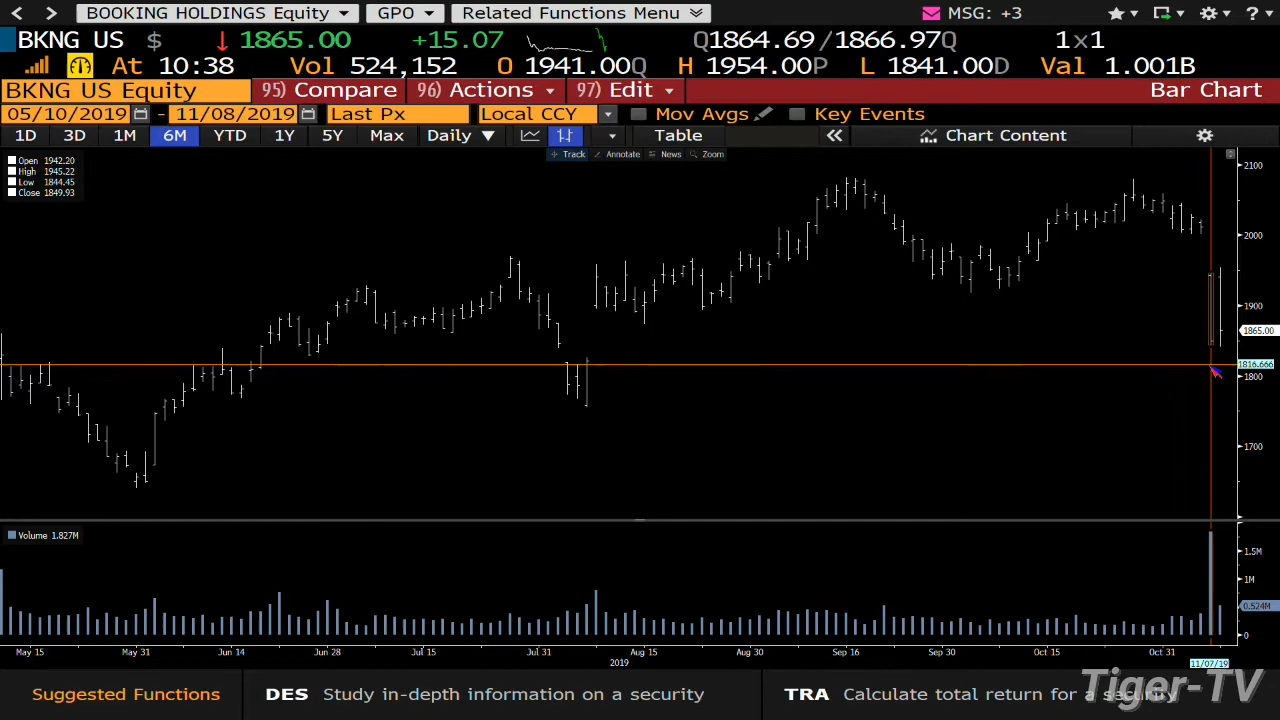 BOOKING HOLDINGS Equity GPO Related Functions Menu MSG: +3 ?
BKNG US $ 1865.00 +15.07 Q1864.69 /1866.97Q 1x1
At 10:38 Vol 524,152 O 1941.00Q H 1954.00P L 1841.00D Val 1.001B
BKNG US Equity 95) Compare 96) Actions 97) Edit Bar Chart
05/10/2019 - 11/08/2019 Last Px Local CCY Mov Avgs Key Events
1D 3D 1M 6M YTD 1Y 5Y Max Daily Table Chart Content
Track Annotate News Zoom
Open 1942.20
High 1945.22
Low 1844.45
Close 1849.93
2100
2000
1900
1865.00
1816.666
1800
1700
Volume 1.827M
1.5M
1M
0.524M
0
May 15 May 31 Jun 14 Jun 28 Jul 15 Jul 31 Aug 15 Aug 30 Sep 16 Sep 30 Oct 15 Oct 31
2019 11/07/19
Suggested Functions DES Study in-depth information on a security TRA Calculate total return for a security
Tiger-TV